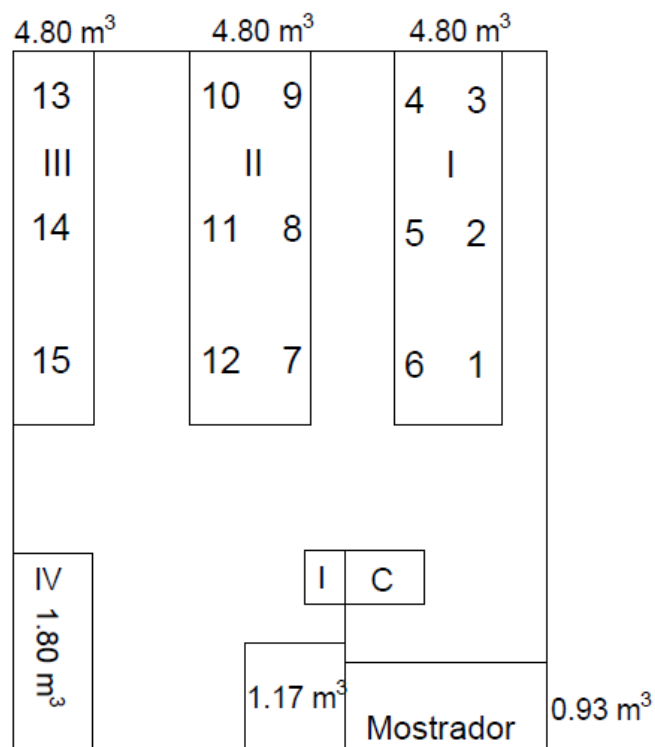 4.80 m³ 4.80 m³ 4.80 m³
13 10 9 4 3
III II I
14 11 8 5 2
15 12 7 6 1
IV I C
1.80 m³
1.17 m³ 0.93 m³
Mostrador